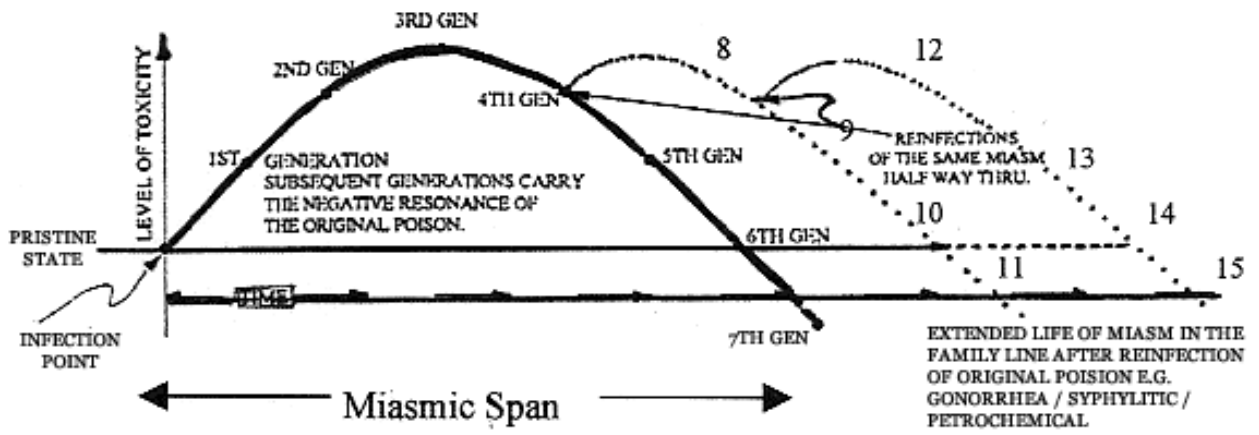 3RD GEN
8
12
2ND GEN
4TH GEN
LEVEL OF TOXICITY
1ST
GENERATION
SUBSEQUENT GENERATIONS CARRY
THE NEGATIVE RESONANCE OF
THE ORIGINAL POISON.
5TH GEN
9
REINFECTIONS
OF THE SAME MIASM
HALF WAY THRU.
13
10
14
PRISTINE
STATE
6TH GEN
11
15
TIME
INFECTION
POINT
7TH GEN
Miasmic Span
EXTENDED LIFE OF MIASM IN THE
FAMILY LINE AFTER REINFECTION
OF ORIGINAL POISION E.G.
GONORRHEA / SYPHYLITIC /
PETROCHEMICAL